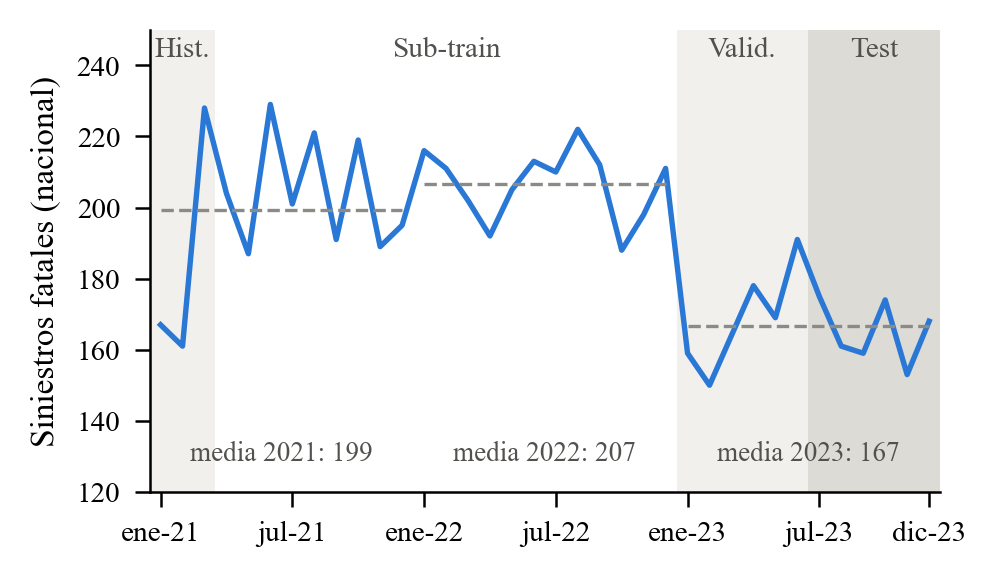 Hist.
Sub-train
Valid.
Test
Siniestros fatales (nacional)
240
220
200
180
160
140
120
media 2021: 199
media 2022: 207
media 2023: 167
ene-21
jul-21
ene-22
jul-22
ene-23
jul-23
dic-23